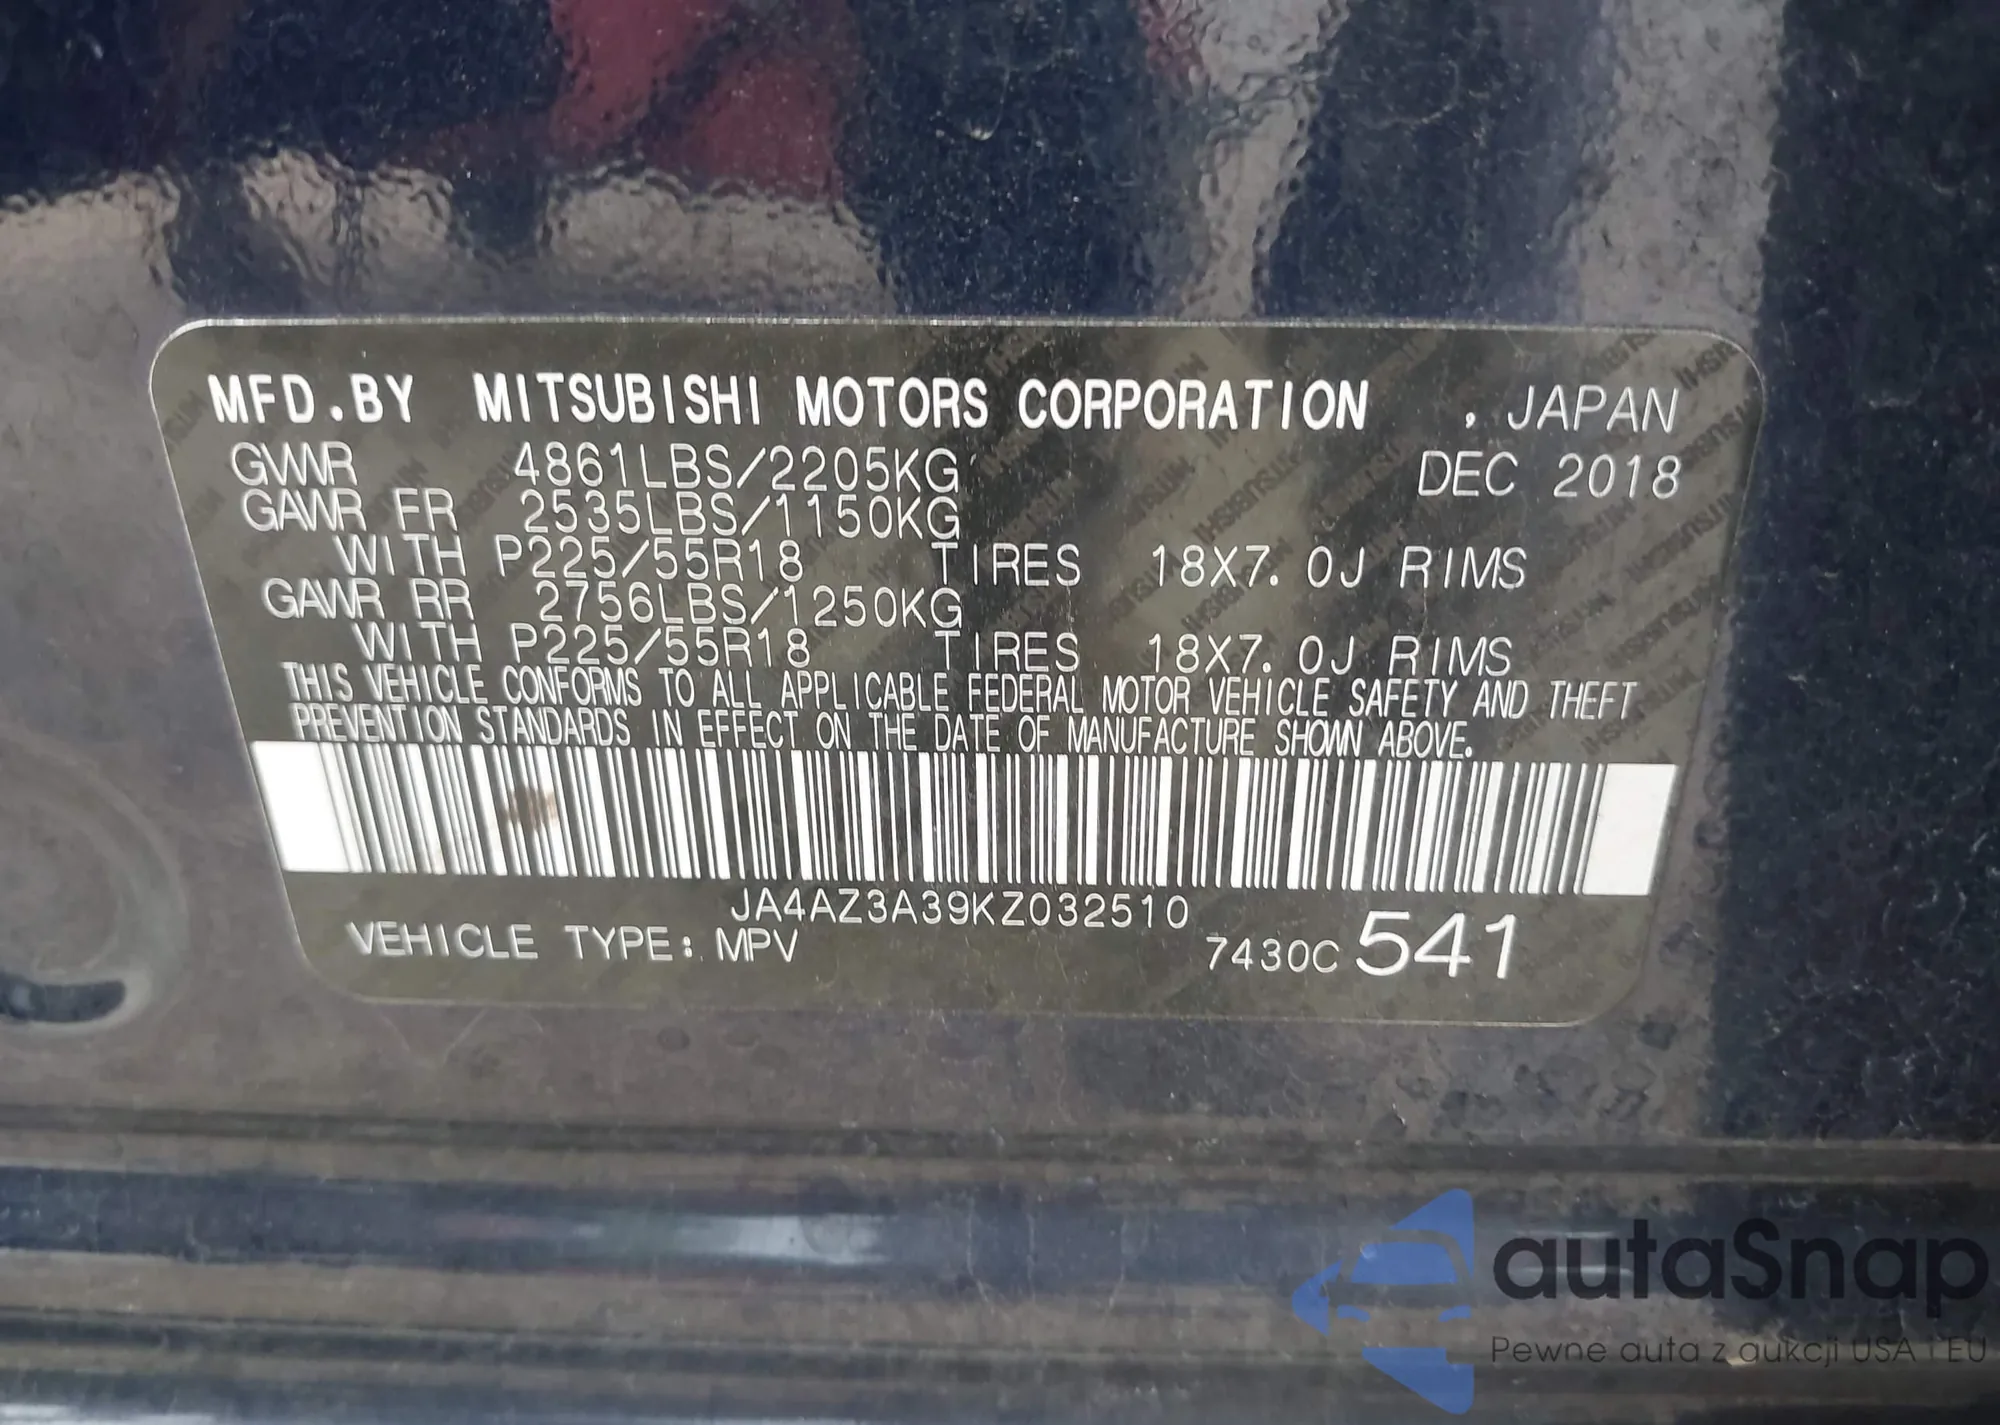 MFD.BY MITSUBISHI MOTORS CORPORATION , JAPAN
GVWR 4861LBS/2205KG DEC 2018
GAWR FR 2535LBS/1150KG
WITH P225/55R18 TIRES 18X7.0J RIMS
GAWR RR 2756LBS/1250KG
WITH P225/55R18 TIRES 18X7.0J RIMS
THIS VEHICLE CONFORMS TO ALL APPLICABLE FEDERAL MOTOR VEHICLE SAFETY AND THEFT
PREVENTION STANDARDS IN EFFECT ON THE DATE OF MANUFACTURE SHOWN ABOVE.
JA4AZ3A39KZ032510
VEHICLE TYPE: MPV 7430C 541
autaSnap
Pewne auta z aukcji USA i EU